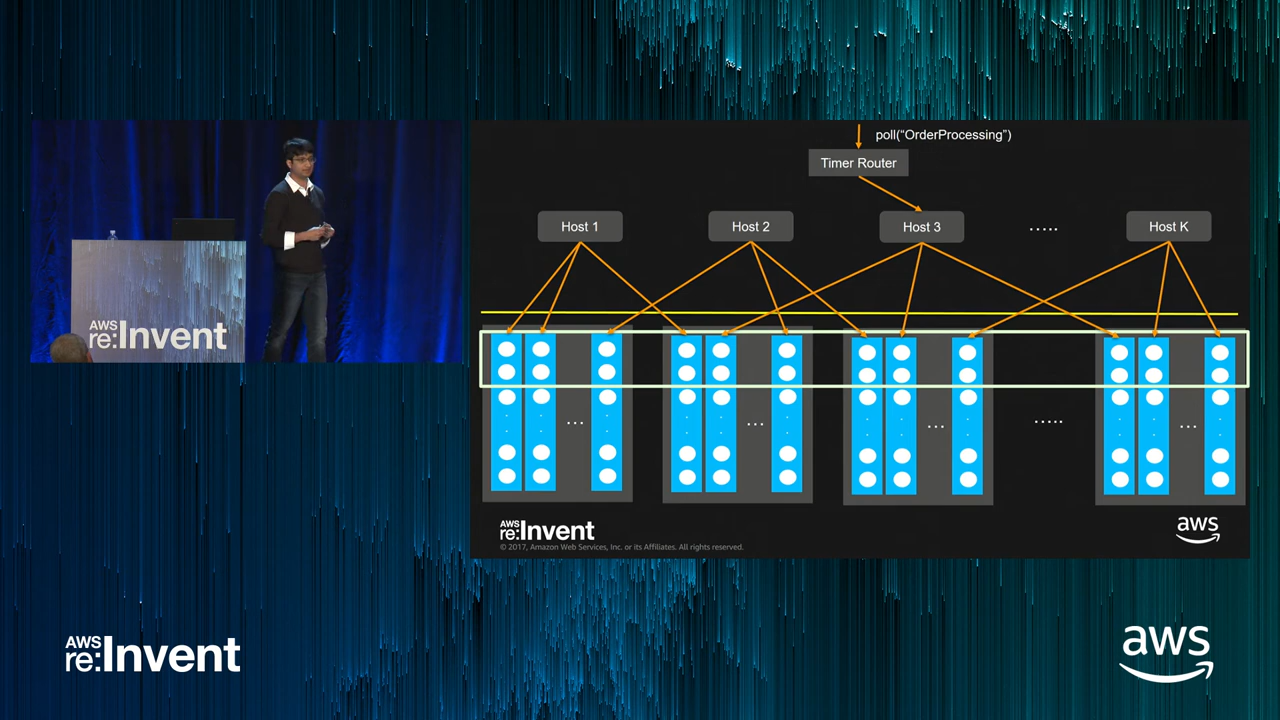 poll(“OrderProcessing”)
Timer Router
Host 1
Host 2
Host 3
.....
Host K
...
...
...
.....
...
AWS
re:Invent
AWS
re:Invent
© 2017, Amazon Web Services, Inc. or its Affiliates. All rights reserved.
aws
AWS
re:Invent
aws